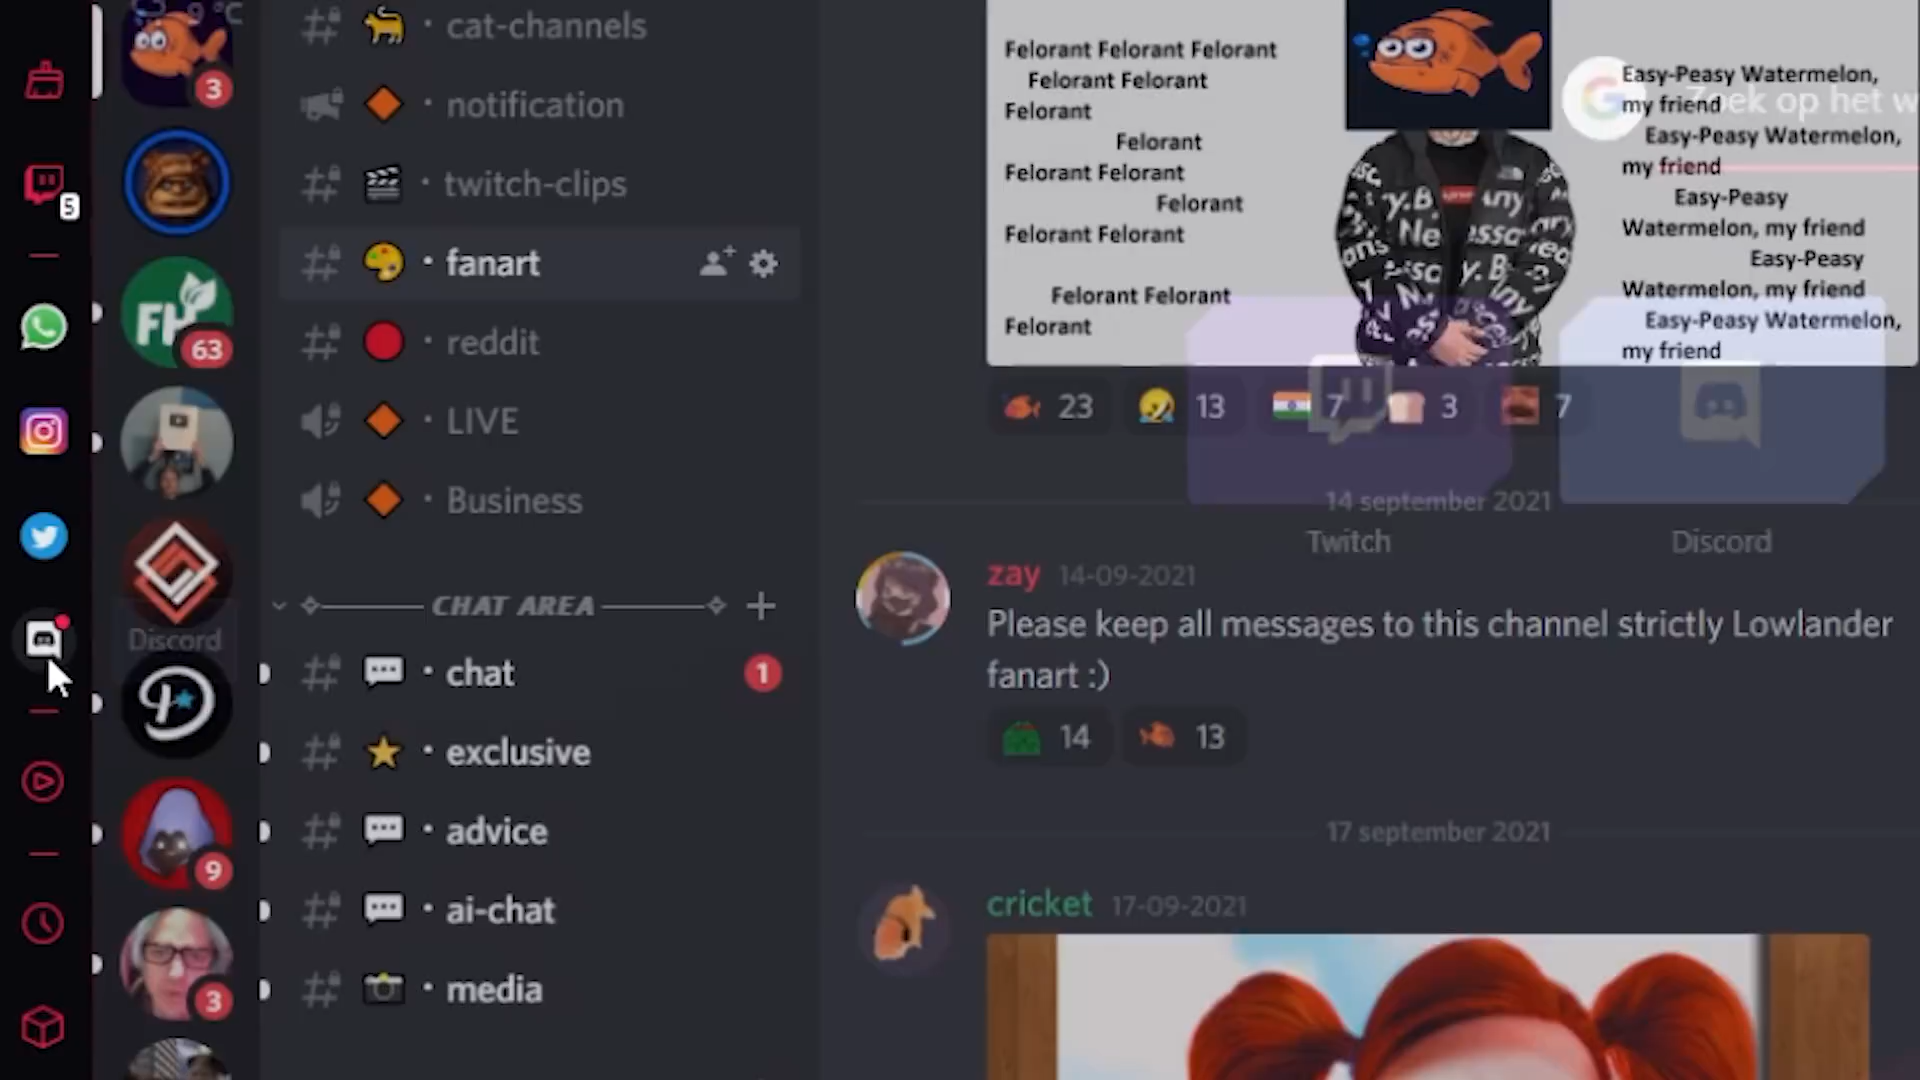 9 °C
3
5
FH
63
Discord
9
3
cat-channels
notification
twitch-clips
fanart
reddit
LIVE
Business
CHAT AREA
chat
1
exclusive
advice
ai-chat
media
Felorant Felorant Felorant
Felorant Felorant
Felorant
Felorant
Felorant Felorant
Felorant
Felorant Felorant
Felorant Felorant
Felorant
Easy-Peasy Watermelon,
my friend
Easy-Peasy Watermelon,
my friend
Easy-Peasy
Watermelon, my friend
Easy-Peasy
Watermelon, my friend
Easy-Peasy Watermelon,
my friend
Zoek op het w
23 13 7 3 7
14 september 2021
Twitch
Discord
zay 14-09-2021
Please keep all messages to this channel strictly Lowlander
fanart :)
14 13
17 september 2021
cricket 17-09-2021